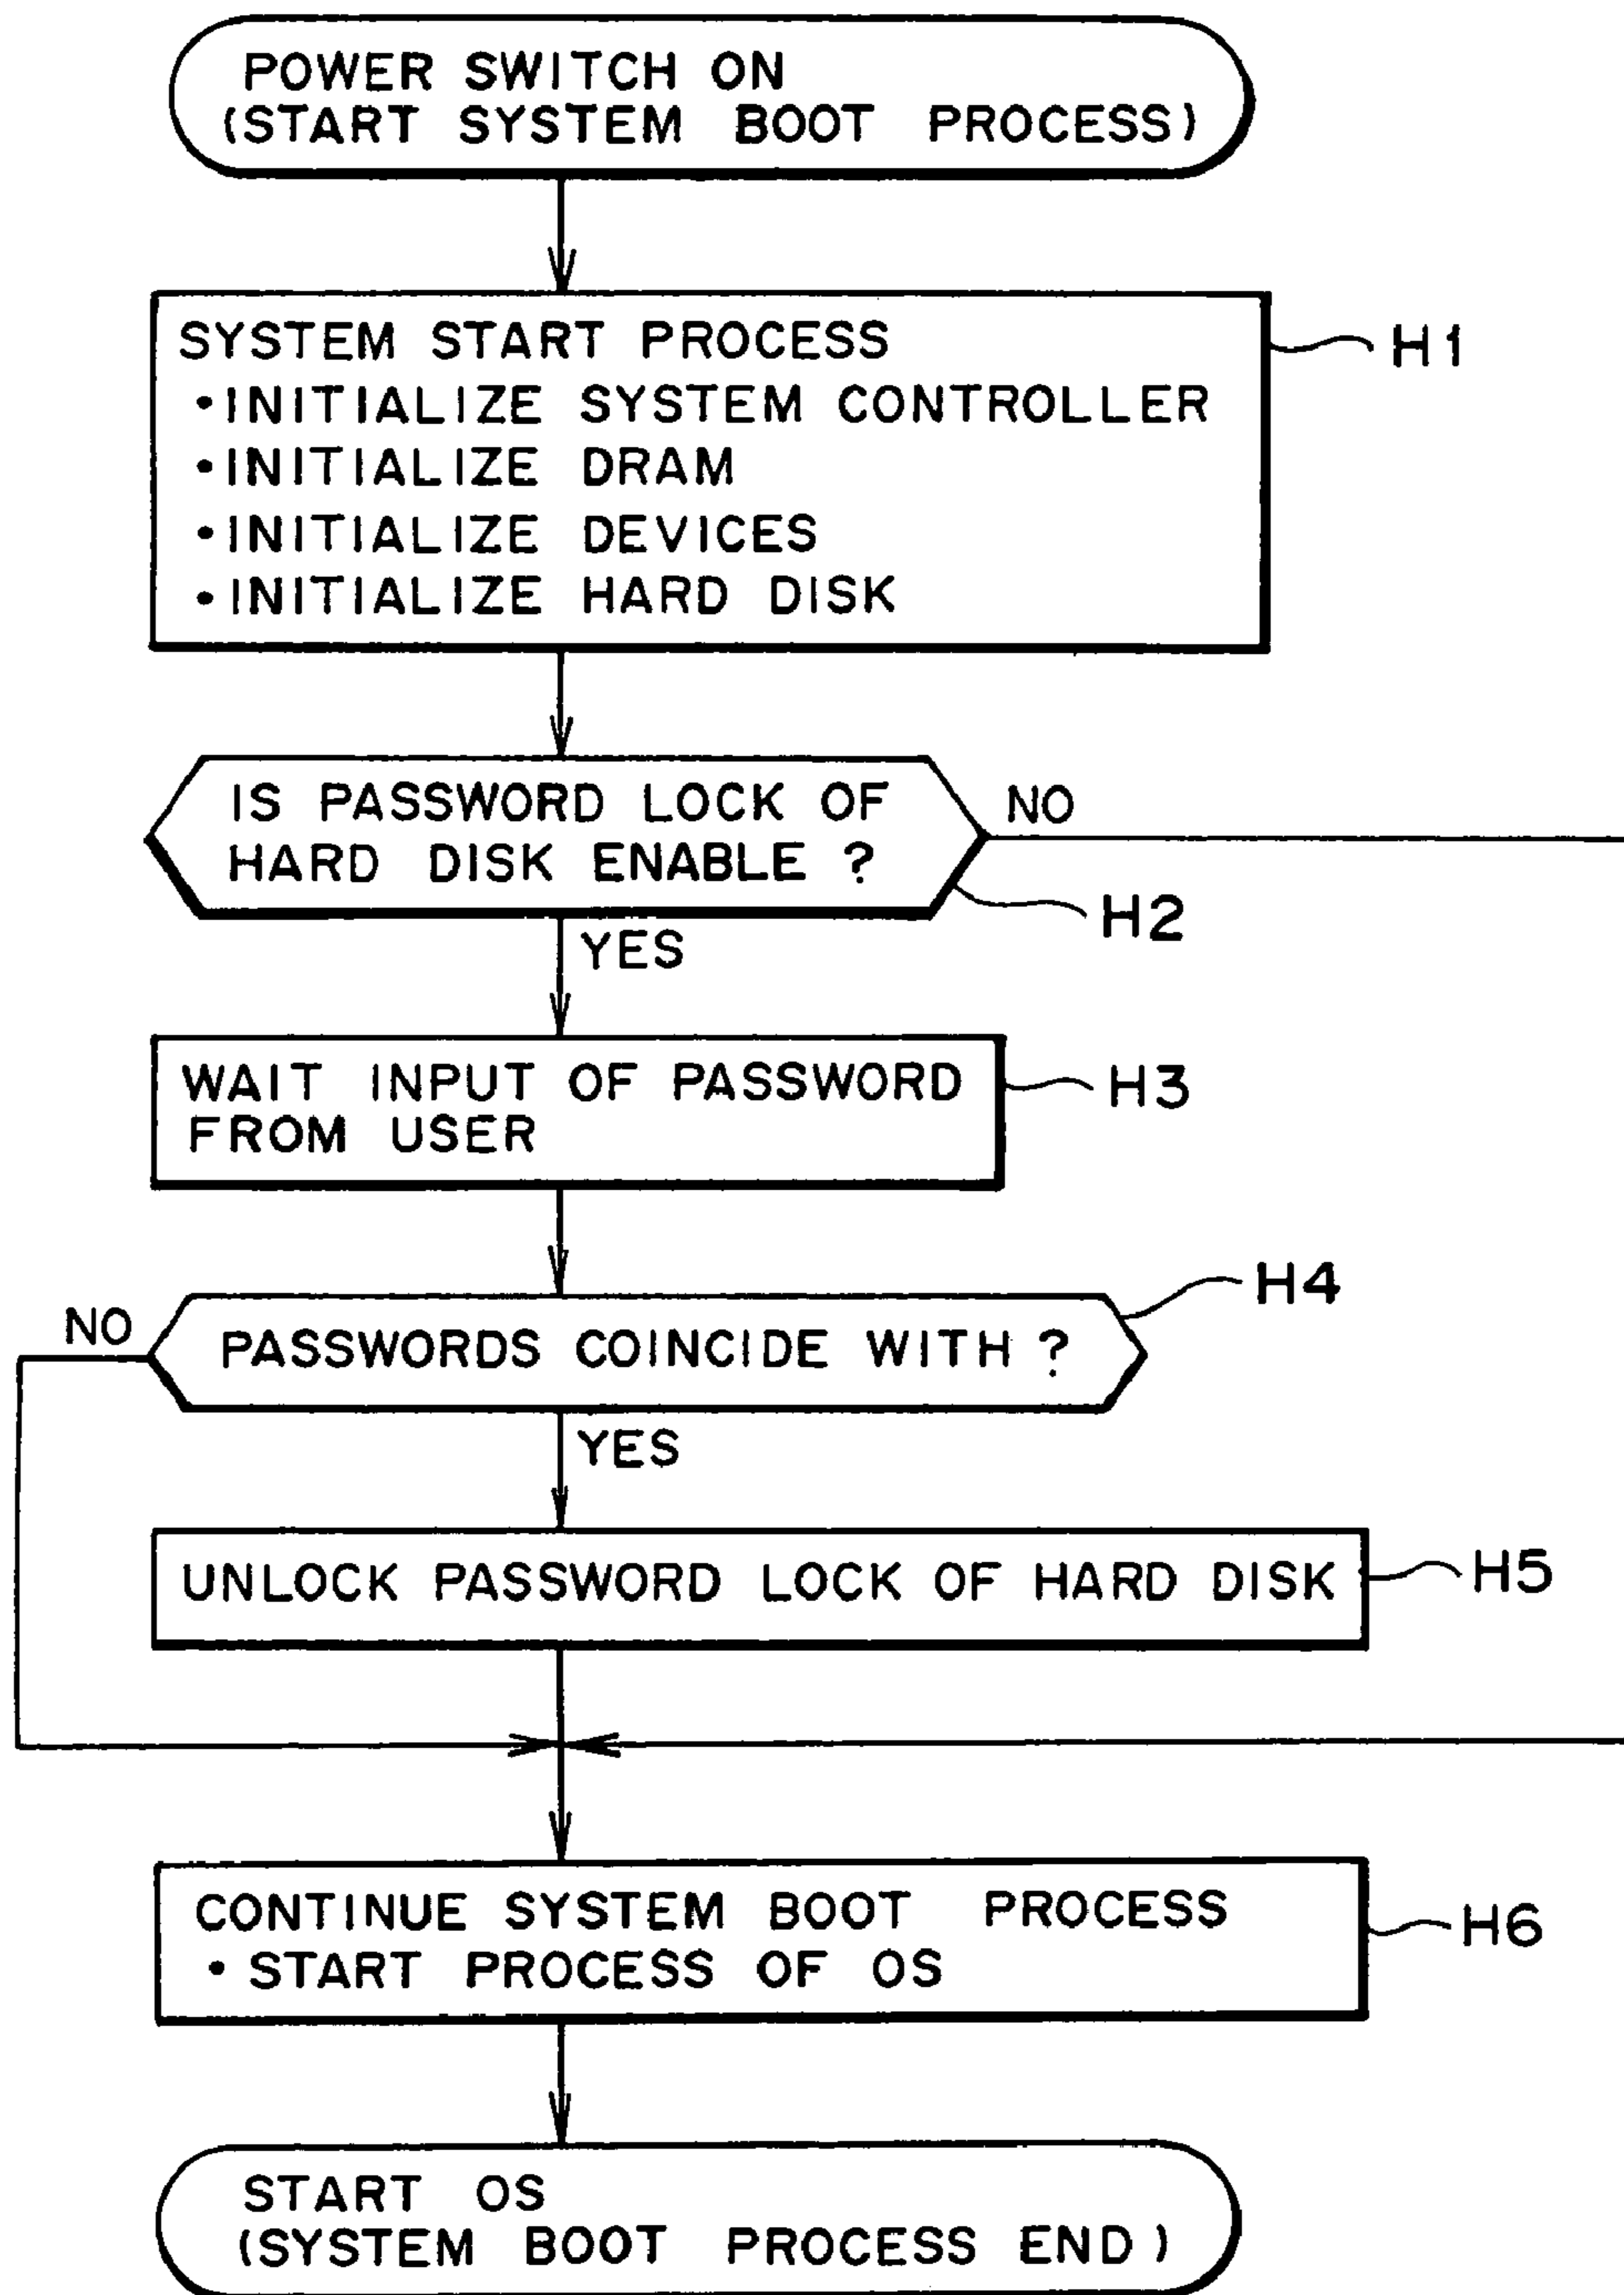 POWER SWITCH ON
(START SYSTEM BOOT PROCESS)
SYSTEM START PROCESS
•INITIALIZE SYSTEM CONTROLLER
•INITIALIZE DRAM
•INITIALIZE DEVICES
•INITIALIZE HARD DISK
H1
IS PASSWORD LOCK OF
HARD DISK ENABLE ?
NO
H2
YES
WAIT INPUT OF PASSWORD
FROM USER
H3
H4
NO
PASSWORDS COINCIDE WITH ?
YES
UNLOCK PASSWORD LOCK OF HARD DISK
H5
CONTINUE SYSTEM BOOT PROCESS
• START PROCESS OF OS
H6
START OS
(SYSTEM BOOT PROCESS END)